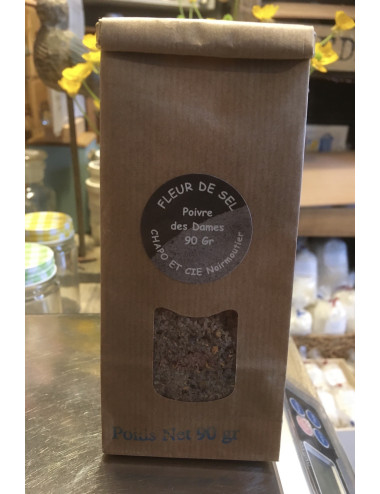 FLEUR DE SEL
Poivre
des Dames
90 Gr
CHAPO ET CIE Noirmoutier
Poids Net 90 gr